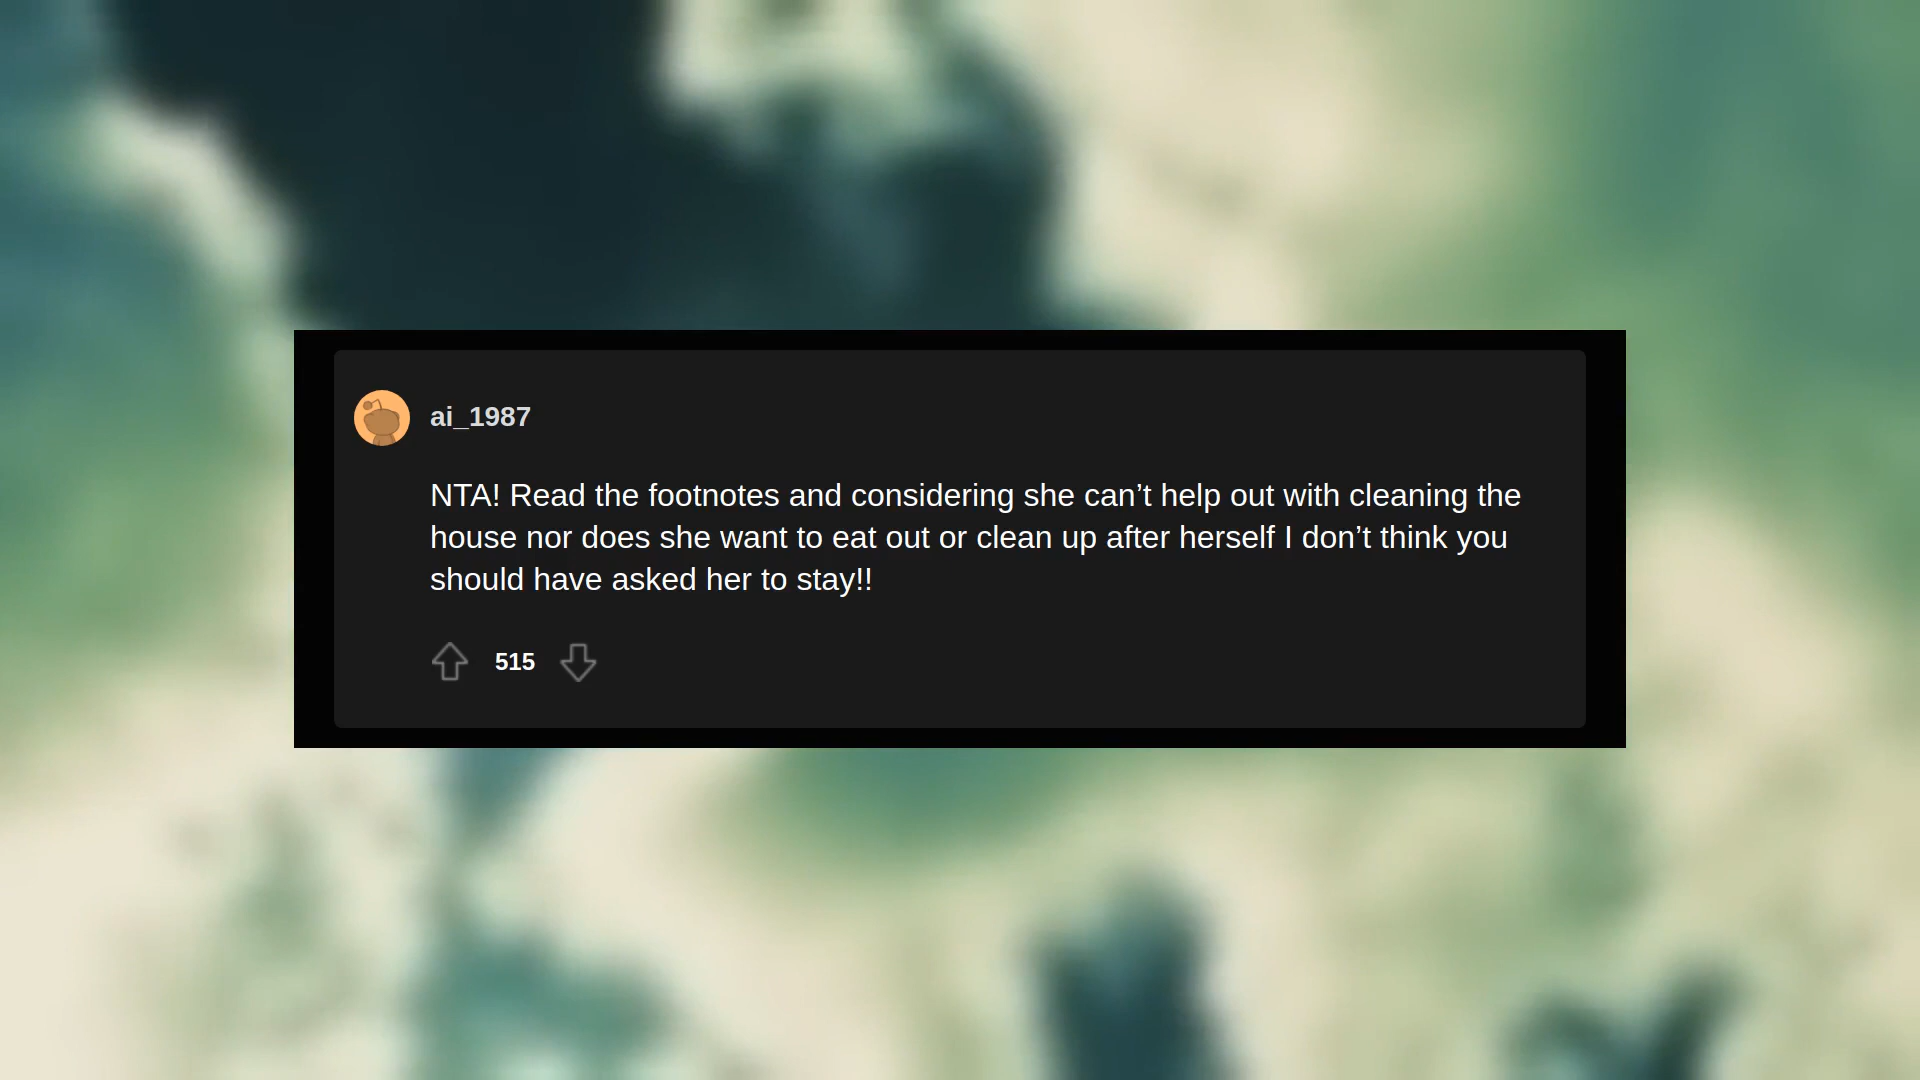 ai_1987
NTA! Read the footnotes and considering she can’t help out with cleaning the
house nor does she want to eat out or clean up after herself I don’t think you
should have asked her to stay!!
515